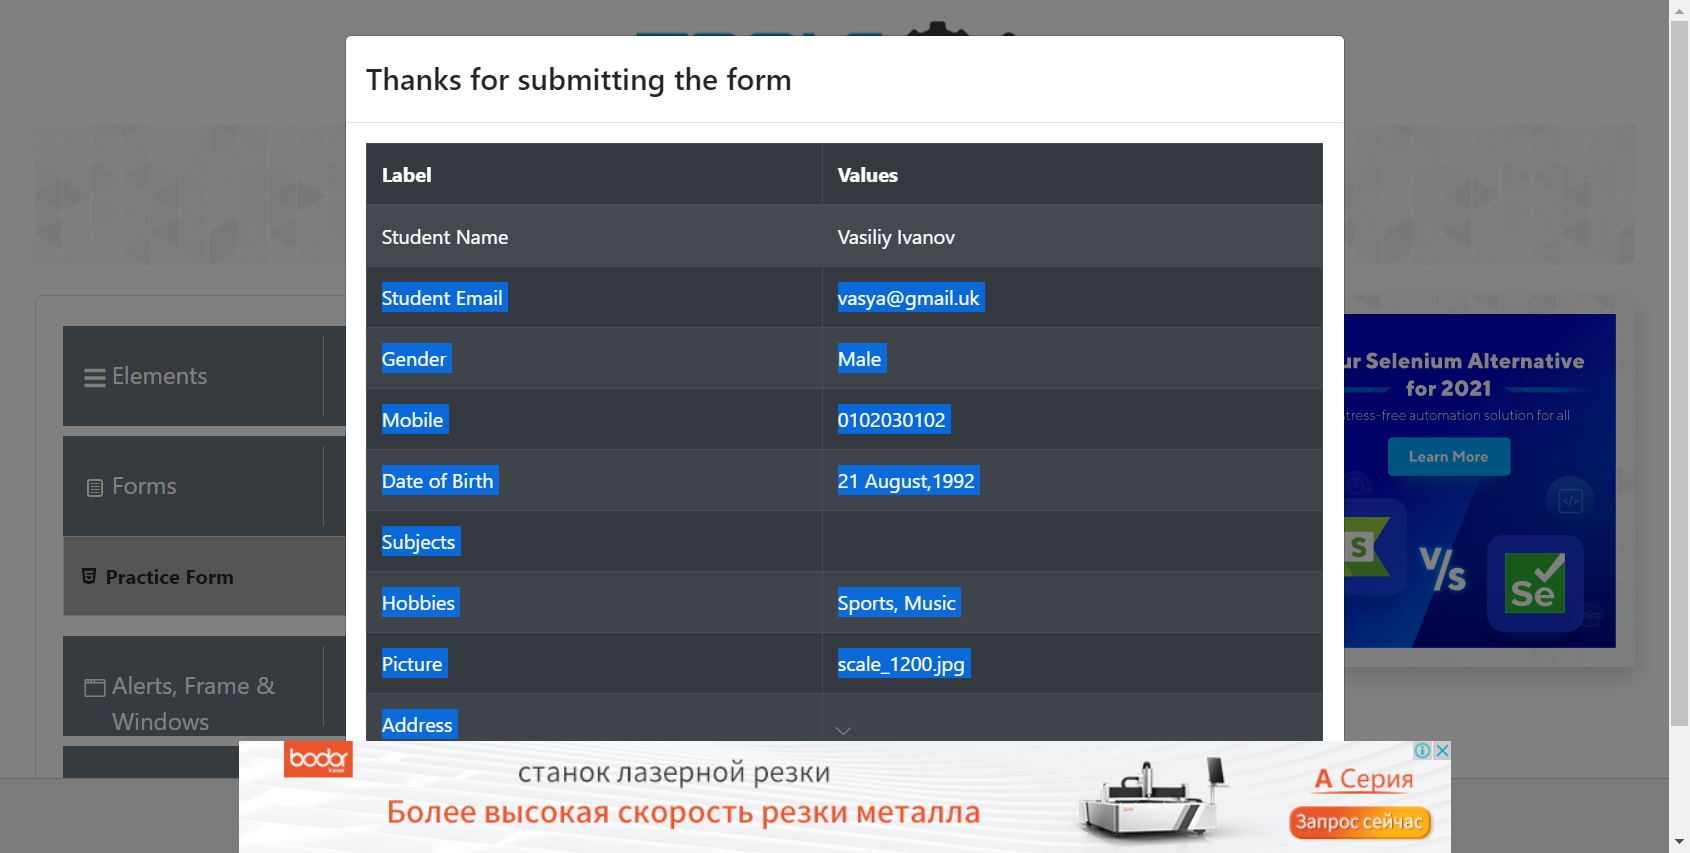 Thanks for submitting the form
Label Values
Student Name Vasiliy Ivanov
Student Email vasya@gmail.uk
Gender Male
Mobile 0102030102
Date of Birth 21 August,1992
Subjects
Hobbies Sports, Music
Picture scale_1200.jpg
Address
Elements
Forms
Practice Form
Alerts, Frame &
Windows
Selenium Alternative
for 2021
automation solution for all
Learn More
S
V/S
Se
bodor
станок лазерной резки
Более высокая скорость резки металла
А Серия
Запрос сейчас